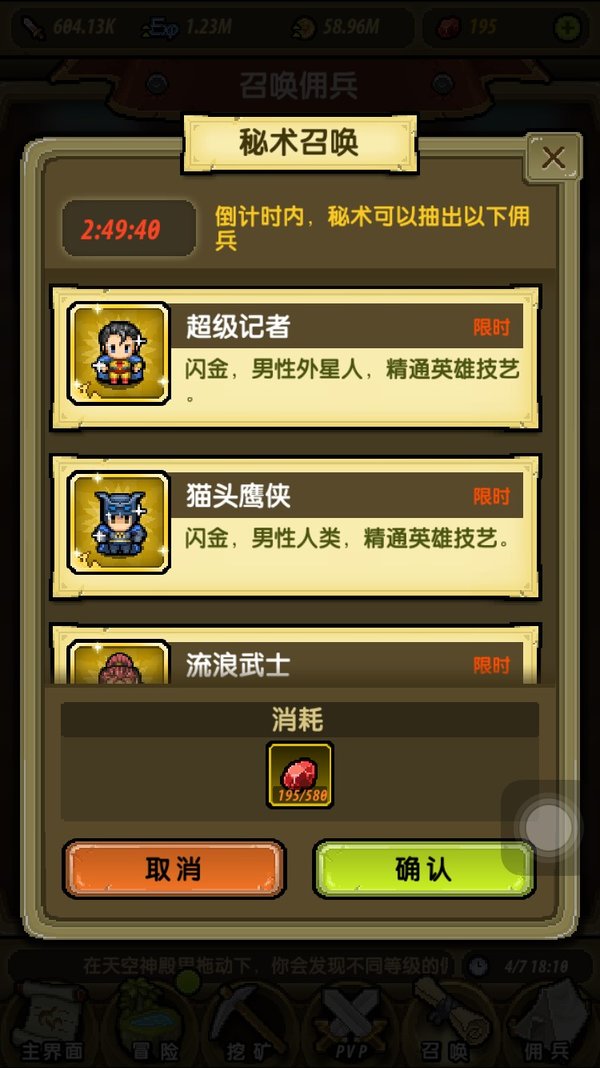 604.13K
Exp 1.23M
58.96M
195
召唤佣兵
秘术召唤
2:49:40
倒计时内，秘术可以抽出以下佣
兵
超级记者
限时
闪金，男性外星人，精通英雄技艺
。
猫头鹰侠
限时
闪金，男性人类，精通英雄技艺。
流浪武士
限时
消耗
195/580
取消
确认
在天空神殿里拖动下，你会发现不同等级的
4/7 18:10
主界面
冒险
挖矿
PVP
召唤
佣兵